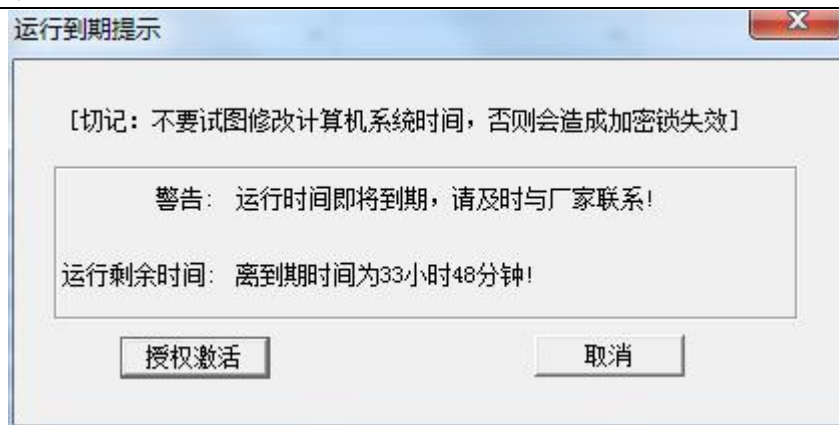 运行到期提示
[切记：不要试图修改计算机系统时间，否则会造成加密锁失效]
警告: 运行时间即将到期，请及时与厂家联系!
运行剩余时间: 离到期时间为33小时48分钟!
授权激活 取消